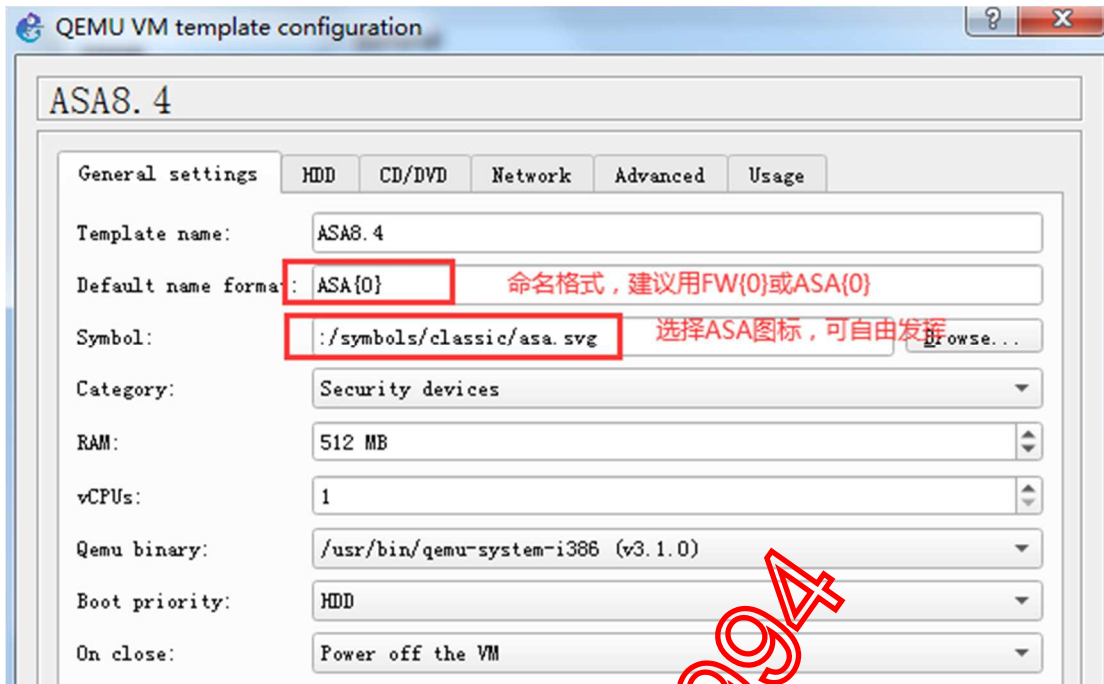 QEMU VM template configuration
ASA8.4
General settings HDD CD/DVD Network Advanced Usage
Template name: ASA8.4
Default name forma: ASA{0} 命名格式，建议用FW{0}或ASA{0}
Symbol: :/symbols/classic/asa.svg 选择ASA图标，可自由发挥 Browse...
Category: Security devices
RAM: 512 MB
vCPUs: 1
Qemu binary: /usr/bin/qemu-system-i386 (v3.1.0)
Boot priority: HDD
On close: Power off the VM
094